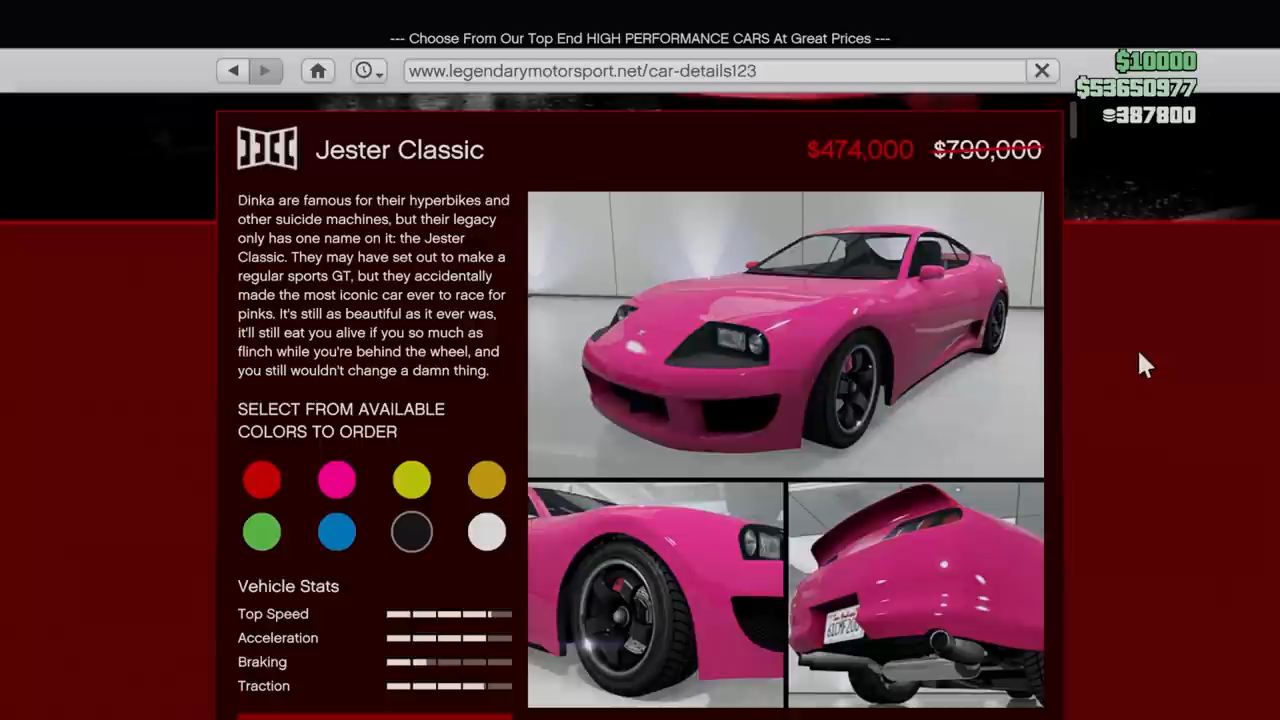 --- Choose From Our Top End HIGH PERFORMANCE CARS At Great Prices ---
www.legendarymotorsport.net/car-details123
$10000
$53650977
387800
Jester Classic
$474,000 $790,000
Dinka are famous for their hyperbikes and
other suicide machines, but their legacy
only has one name on it: the Jester
Classic. They may have set out to make a
regular sports GT, but they accidentally
made the most iconic car ever to race for
pinks. It's still as beautiful as it ever was,
it'll still eat you alive if you so much as
flinch while you're behind the wheel, and
you still wouldn't change a damn thing.
SELECT FROM AVAILABLE
COLORS TO ORDER
Vehicle Stats
Top Speed
Acceleration
Braking
Traction